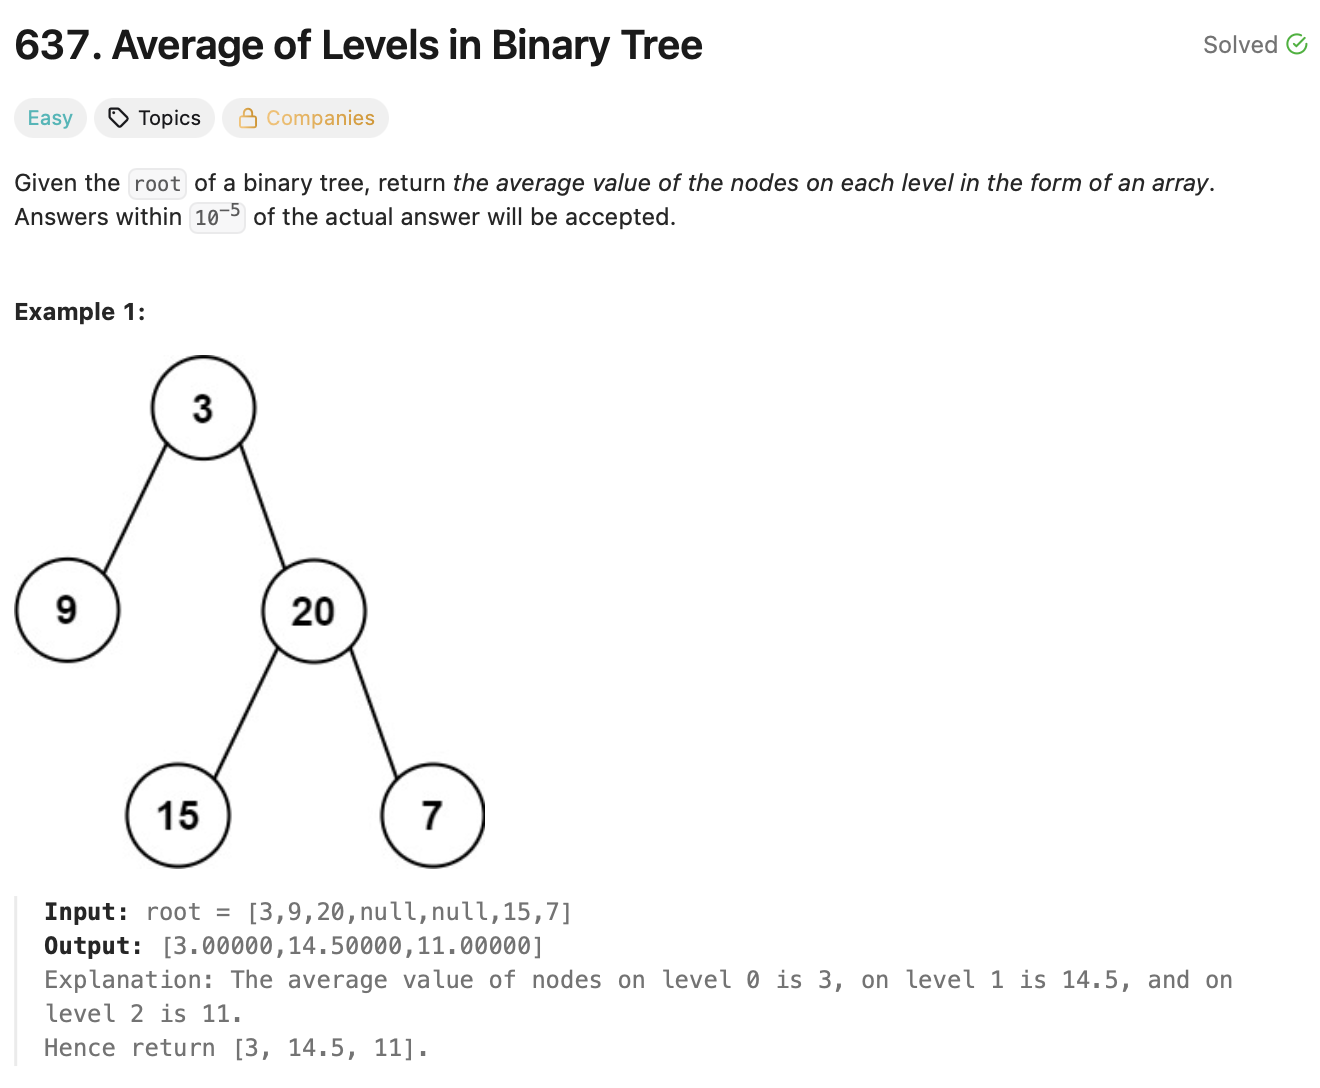 637. Average of Levels in Binary Tree
Solved
Easy
Topics
Companies
Given the root of a binary tree, return the average value of the nodes on each level in the form of an array.
Answers within 10⁻⁵ of the actual answer will be accepted.
Example 1:
3
9
20
15
7
Input: root = [3,9,20,null,null,15,7]
Output: [3.00000,14.50000,11.00000]
Explanation: The average value of nodes on level 0 is 3, on level 1 is 14.5, and on
level 2 is 11.
Hence return [3, 14.5, 11].